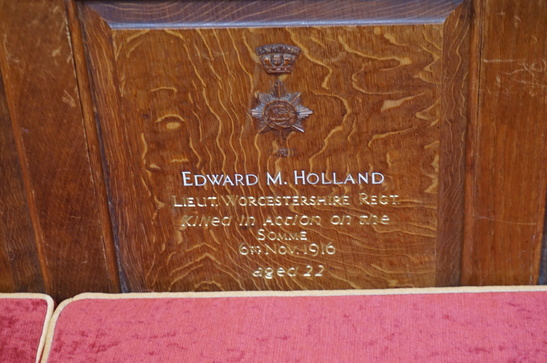 EDWARD M. HOLLAND
LIEUT. WORCESTERSHIRE REGT.
Killed in Action on the
SOMME
6TH NOV. 1916
aged 22